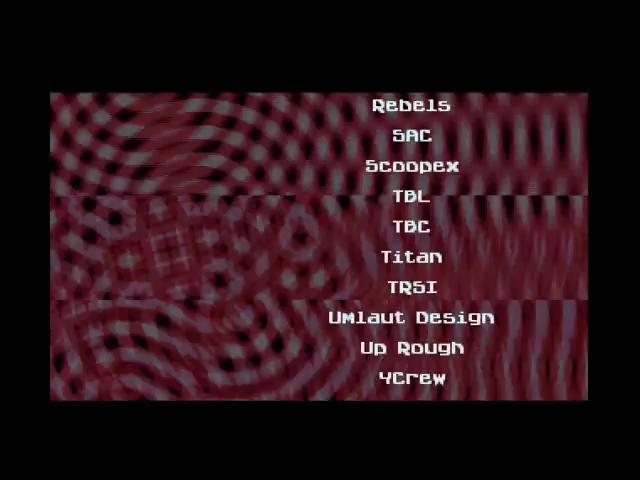 Rebels
SAC
Scoopex
TBL
TBC
Titan
TRSI
Umlaut Design
Up Rough
YCrew